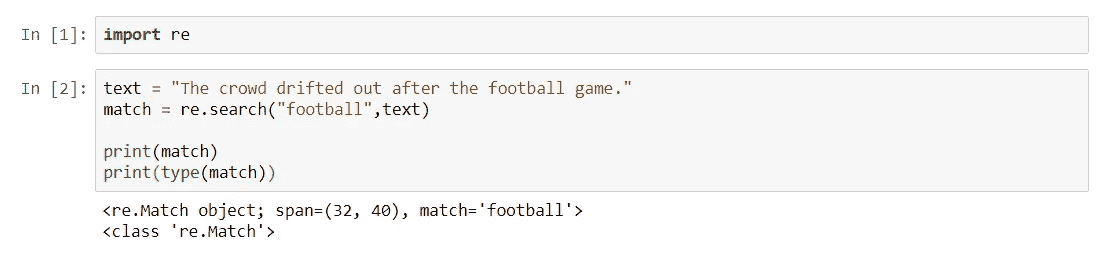 In [1]: import re
In [2]: text = "The crowd drifted out after the football game."
match = re.search("football",text)
print(match)
print(type(match))
<re.Match object; span=(32, 40), match='football'>
<class 're.Match'>